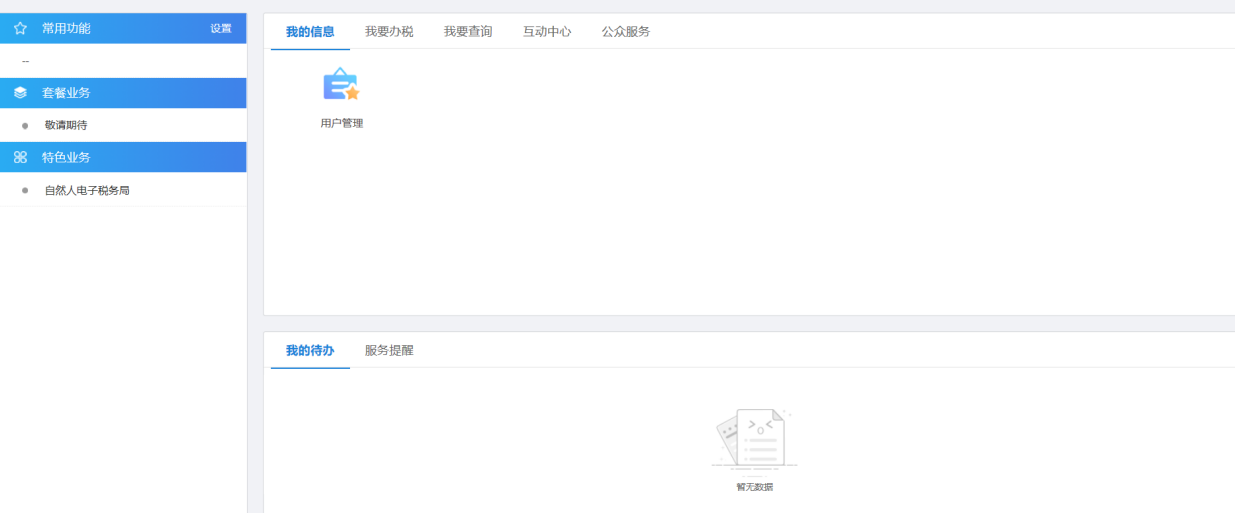 常用功能 设置
--
套餐业务
敬请期待
特色业务
自然人电子税务局
我的信息 我要办税 我要查询 互动中心 公众服务
用户管理
我的待办 服务提醒
暂无数据